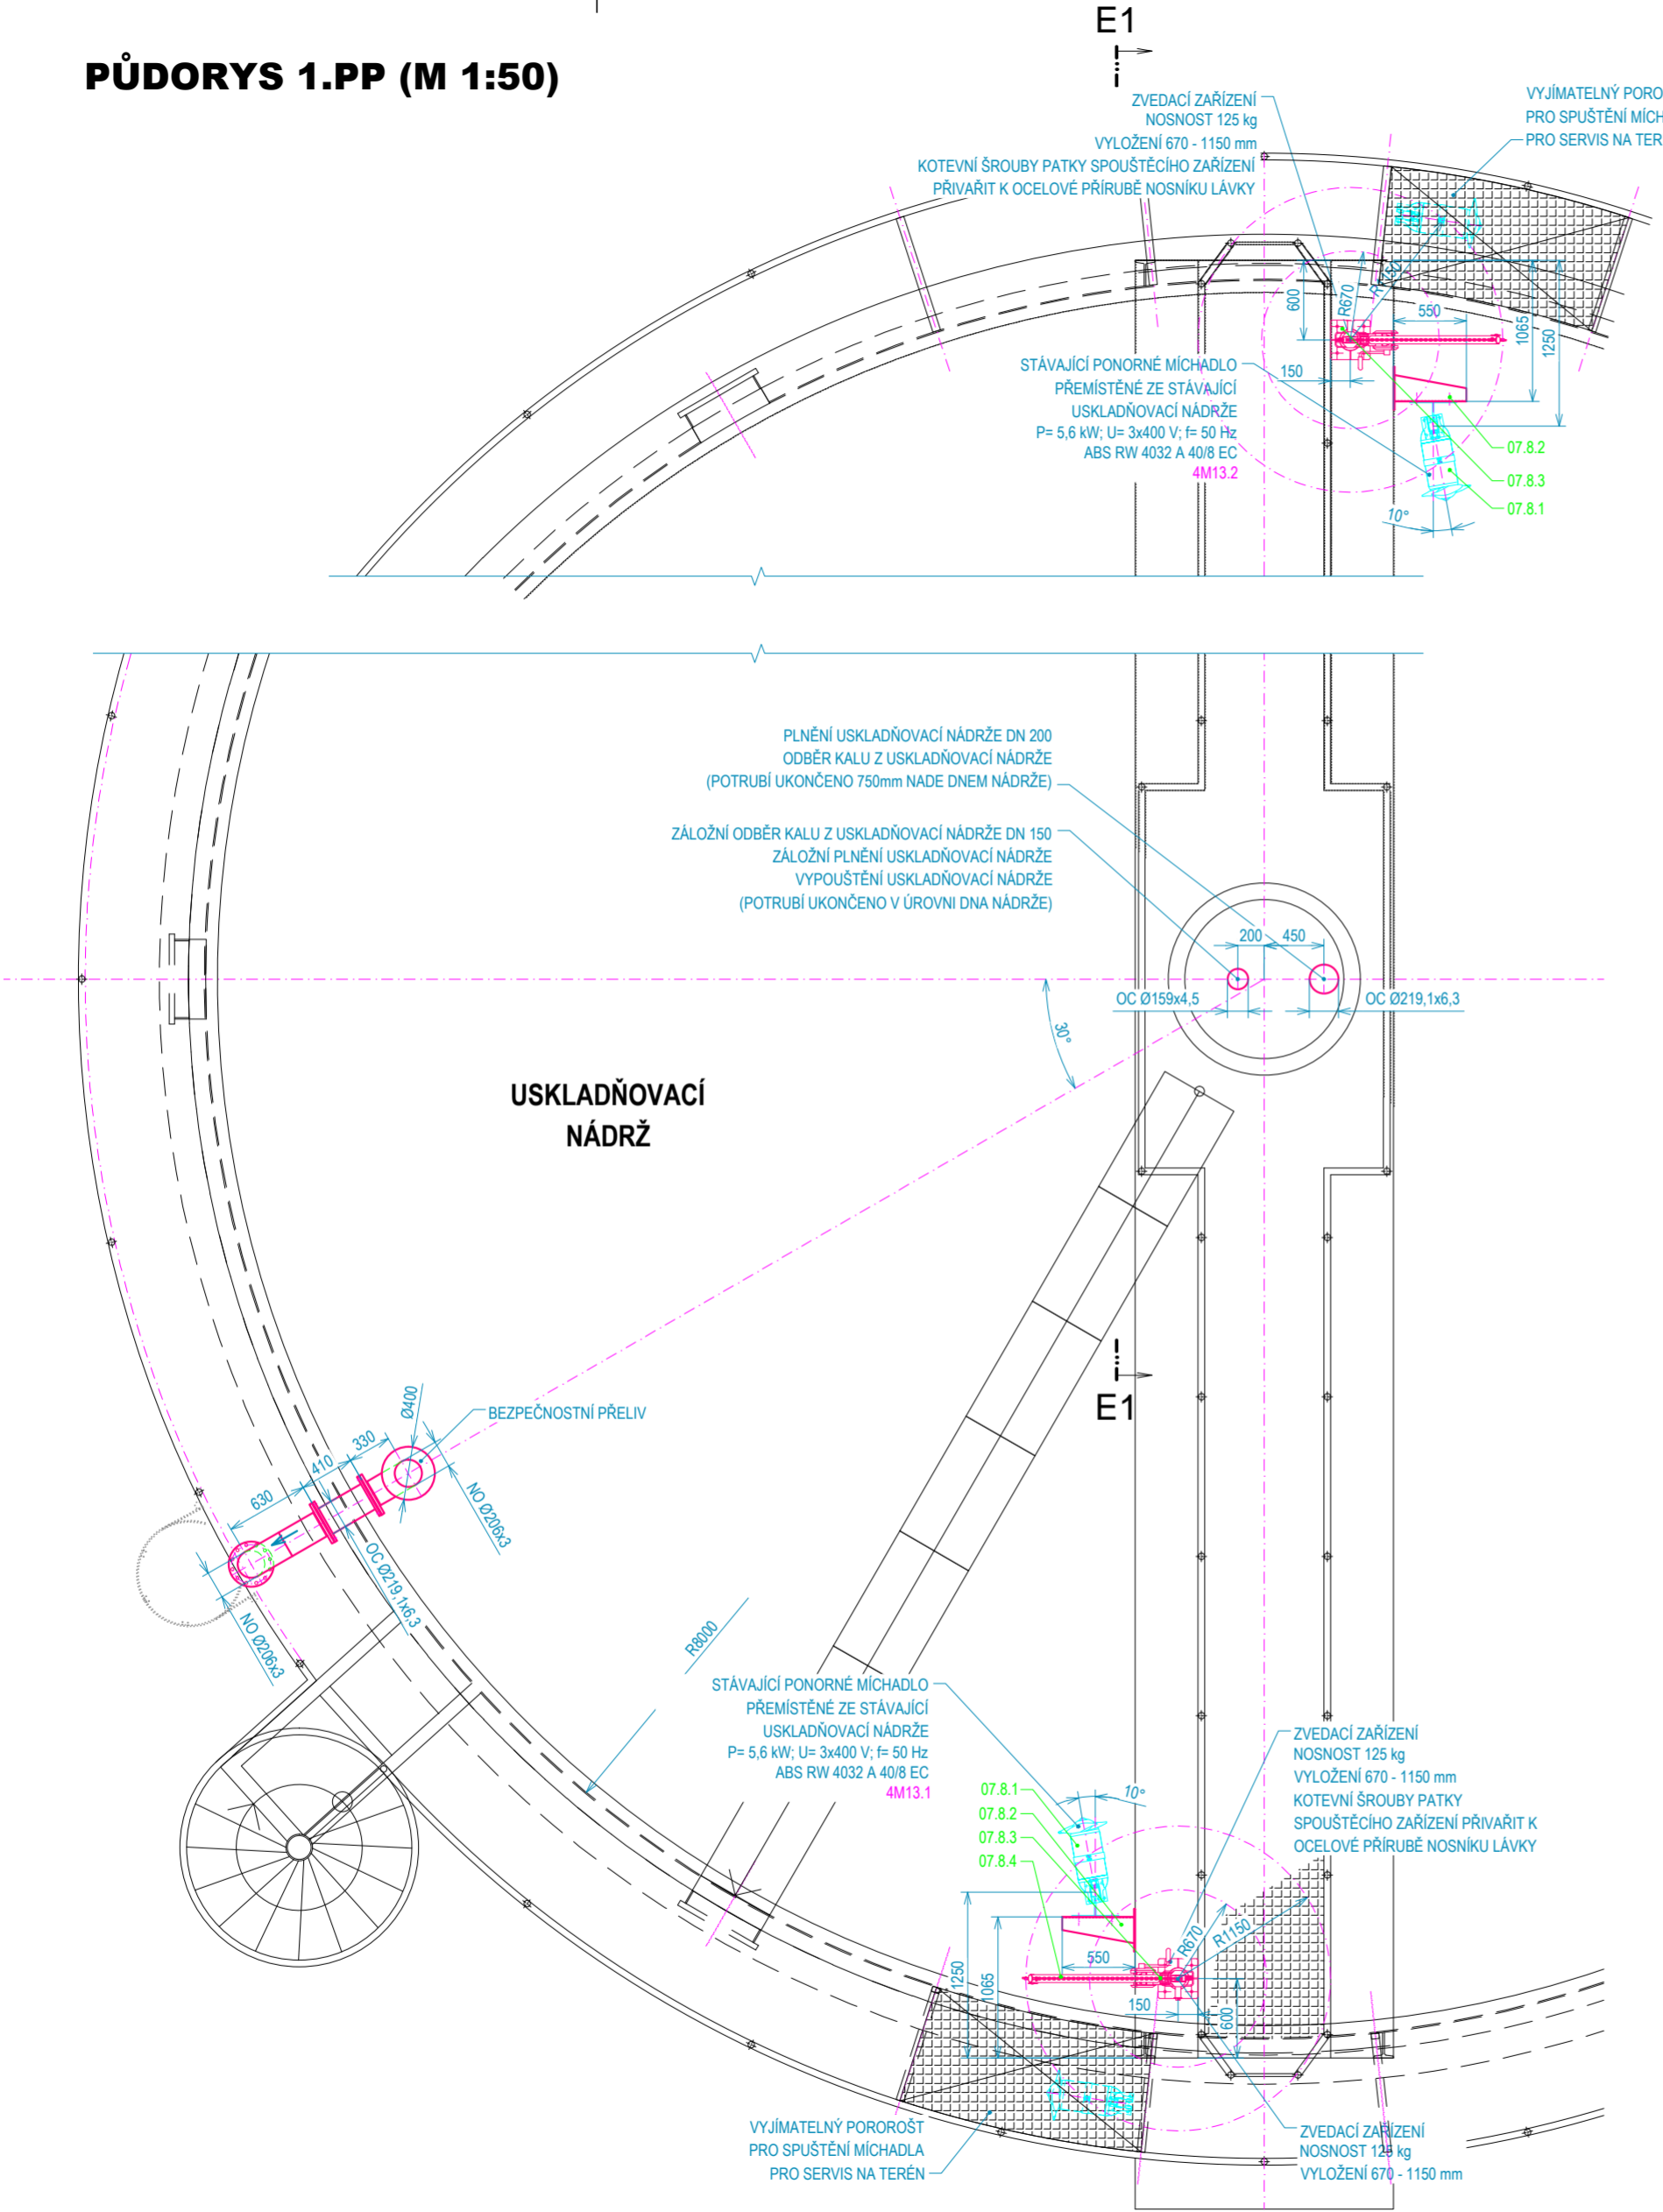 PŮDORYS 1.PP (M 1:50)
E1
ZVEDACÍ ZAŘÍZENÍ
NOSNOST 125 kg
VYLOŽENÍ 670 - 1150 mm
KOTEVNÍ ŠROUBY PATKY SPOUŠTĚCÍHO ZAŘÍZENÍ
PŘIVAŘIT K OCELOVÉ PŘÍRUBĚ NOSNÍKU LÁVKY
VYJÍMATELNÝ PORO
PRO SPUŠTĚNÍ MÍCH
PRO SERVIS NA TER
600
R670
550
1065
1250
150
STÁVAJÍCÍ PONORNÉ MÍCHADLO
PŘEMÍSTĚNÉ ZE STÁVAJÍCÍ
USKLADŇOVACÍ NÁDRŽE
P= 5,6 kW; U= 3x400 V; f= 50 Hz
ABS RW 4032 A 40/8 EC
4M13.2
07.8.2
07.8.3
07.8.1
10°
PLNĚNÍ USKLADŇOVACÍ NÁDRŽE DN 200
ODBĚR KALU Z USKLADŇOVACÍ NÁDRŽE
(POTRUBÍ UKONČENO 750mm NADE DNEM NÁDRŽE)
ZÁLOŽNÍ ODBĚR KALU Z USKLADŇOVACÍ NÁDRŽE DN 150
ZÁLOŽNÍ PLNĚNÍ USKLADŇOVACÍ NÁDRŽE
VYPOUŠTĚNÍ USKLADŇOVACÍ NÁDRŽE
(POTRUBÍ UKONČENO V ÚROVNI DNA NÁDRŽE)
200
450
OC Ø159x4,5
OC Ø219,1x6,3
30°
USKLADŇOVACÍ
NÁDRŽ
E1
BEZPEČNOSTNÍ PŘELIV
Ø400
330
410
630
NO Ø206x3
OC Ø219,1x6,3
NO Ø206x3
R8000
STÁVAJÍCÍ PONORNÉ MÍCHADLO
PŘEMÍSTĚNÉ ZE STÁVAJÍCÍ
USKLADŇOVACÍ NÁDRŽE
P= 5,6 kW; U= 3x400 V; f= 50 Hz
ABS RW 4032 A 40/8 EC
4M13.1
07.8.1
07.8.2
07.8.3
07.8.4
10°
ZVEDACÍ ZAŘÍZENÍ
NOSNOST 125 kg
VYLOŽENÍ 670 - 1150 mm
KOTEVNÍ ŠROUBY PATKY
SPOUŠTĚCÍHO ZAŘÍZENÍ PŘIVAŘIT K
OCELOVÉ PŘÍRUBĚ NOSNÍKU LÁVKY
R670
R1150
550
1250
1065
150
600
VYJÍMATELNÝ POROROŠT
PRO SPUŠTĚNÍ MÍCHADLA
PRO SERVIS NA TERÉN
ZVEDACÍ ZAŘÍZENÍ
NOSNOST 125 kg
VYLOŽENÍ 670 - 1150 mm